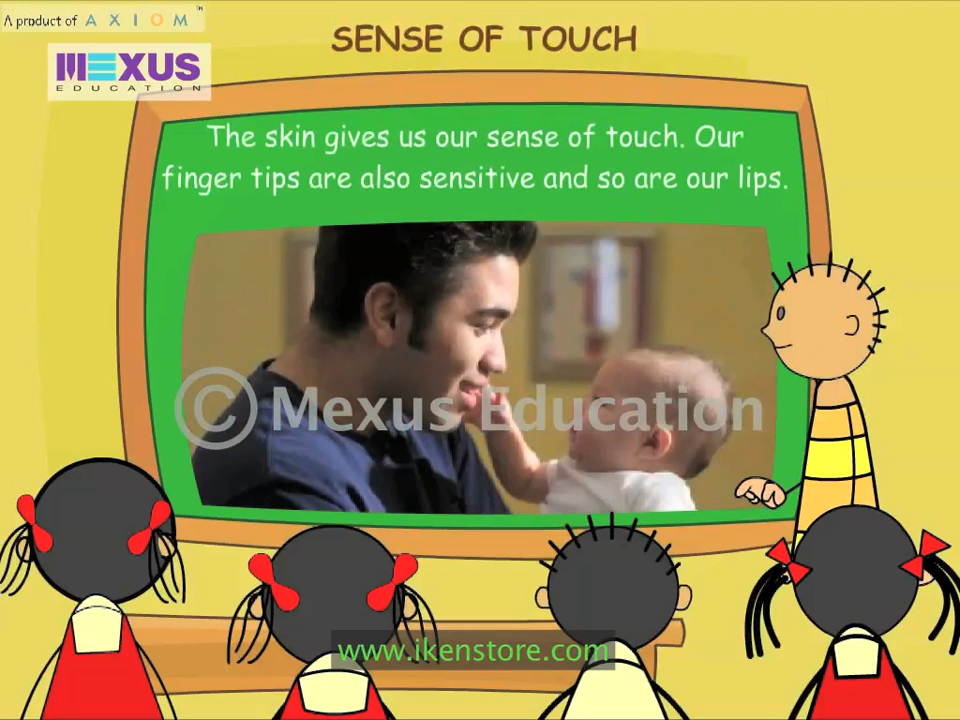 A product of AXIOM
MEXUS
EDUCATION
SENSE OF TOUCH
The skin gives us our sense of touch. Our
finger tips are also sensitive and so are our lips.
© Mexus Education
www.ikenstore.com